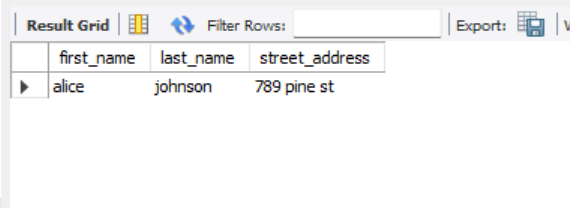 Result Grid Filter Rows: Export:
first_name last_name street_address
alice johnson 789 pine st